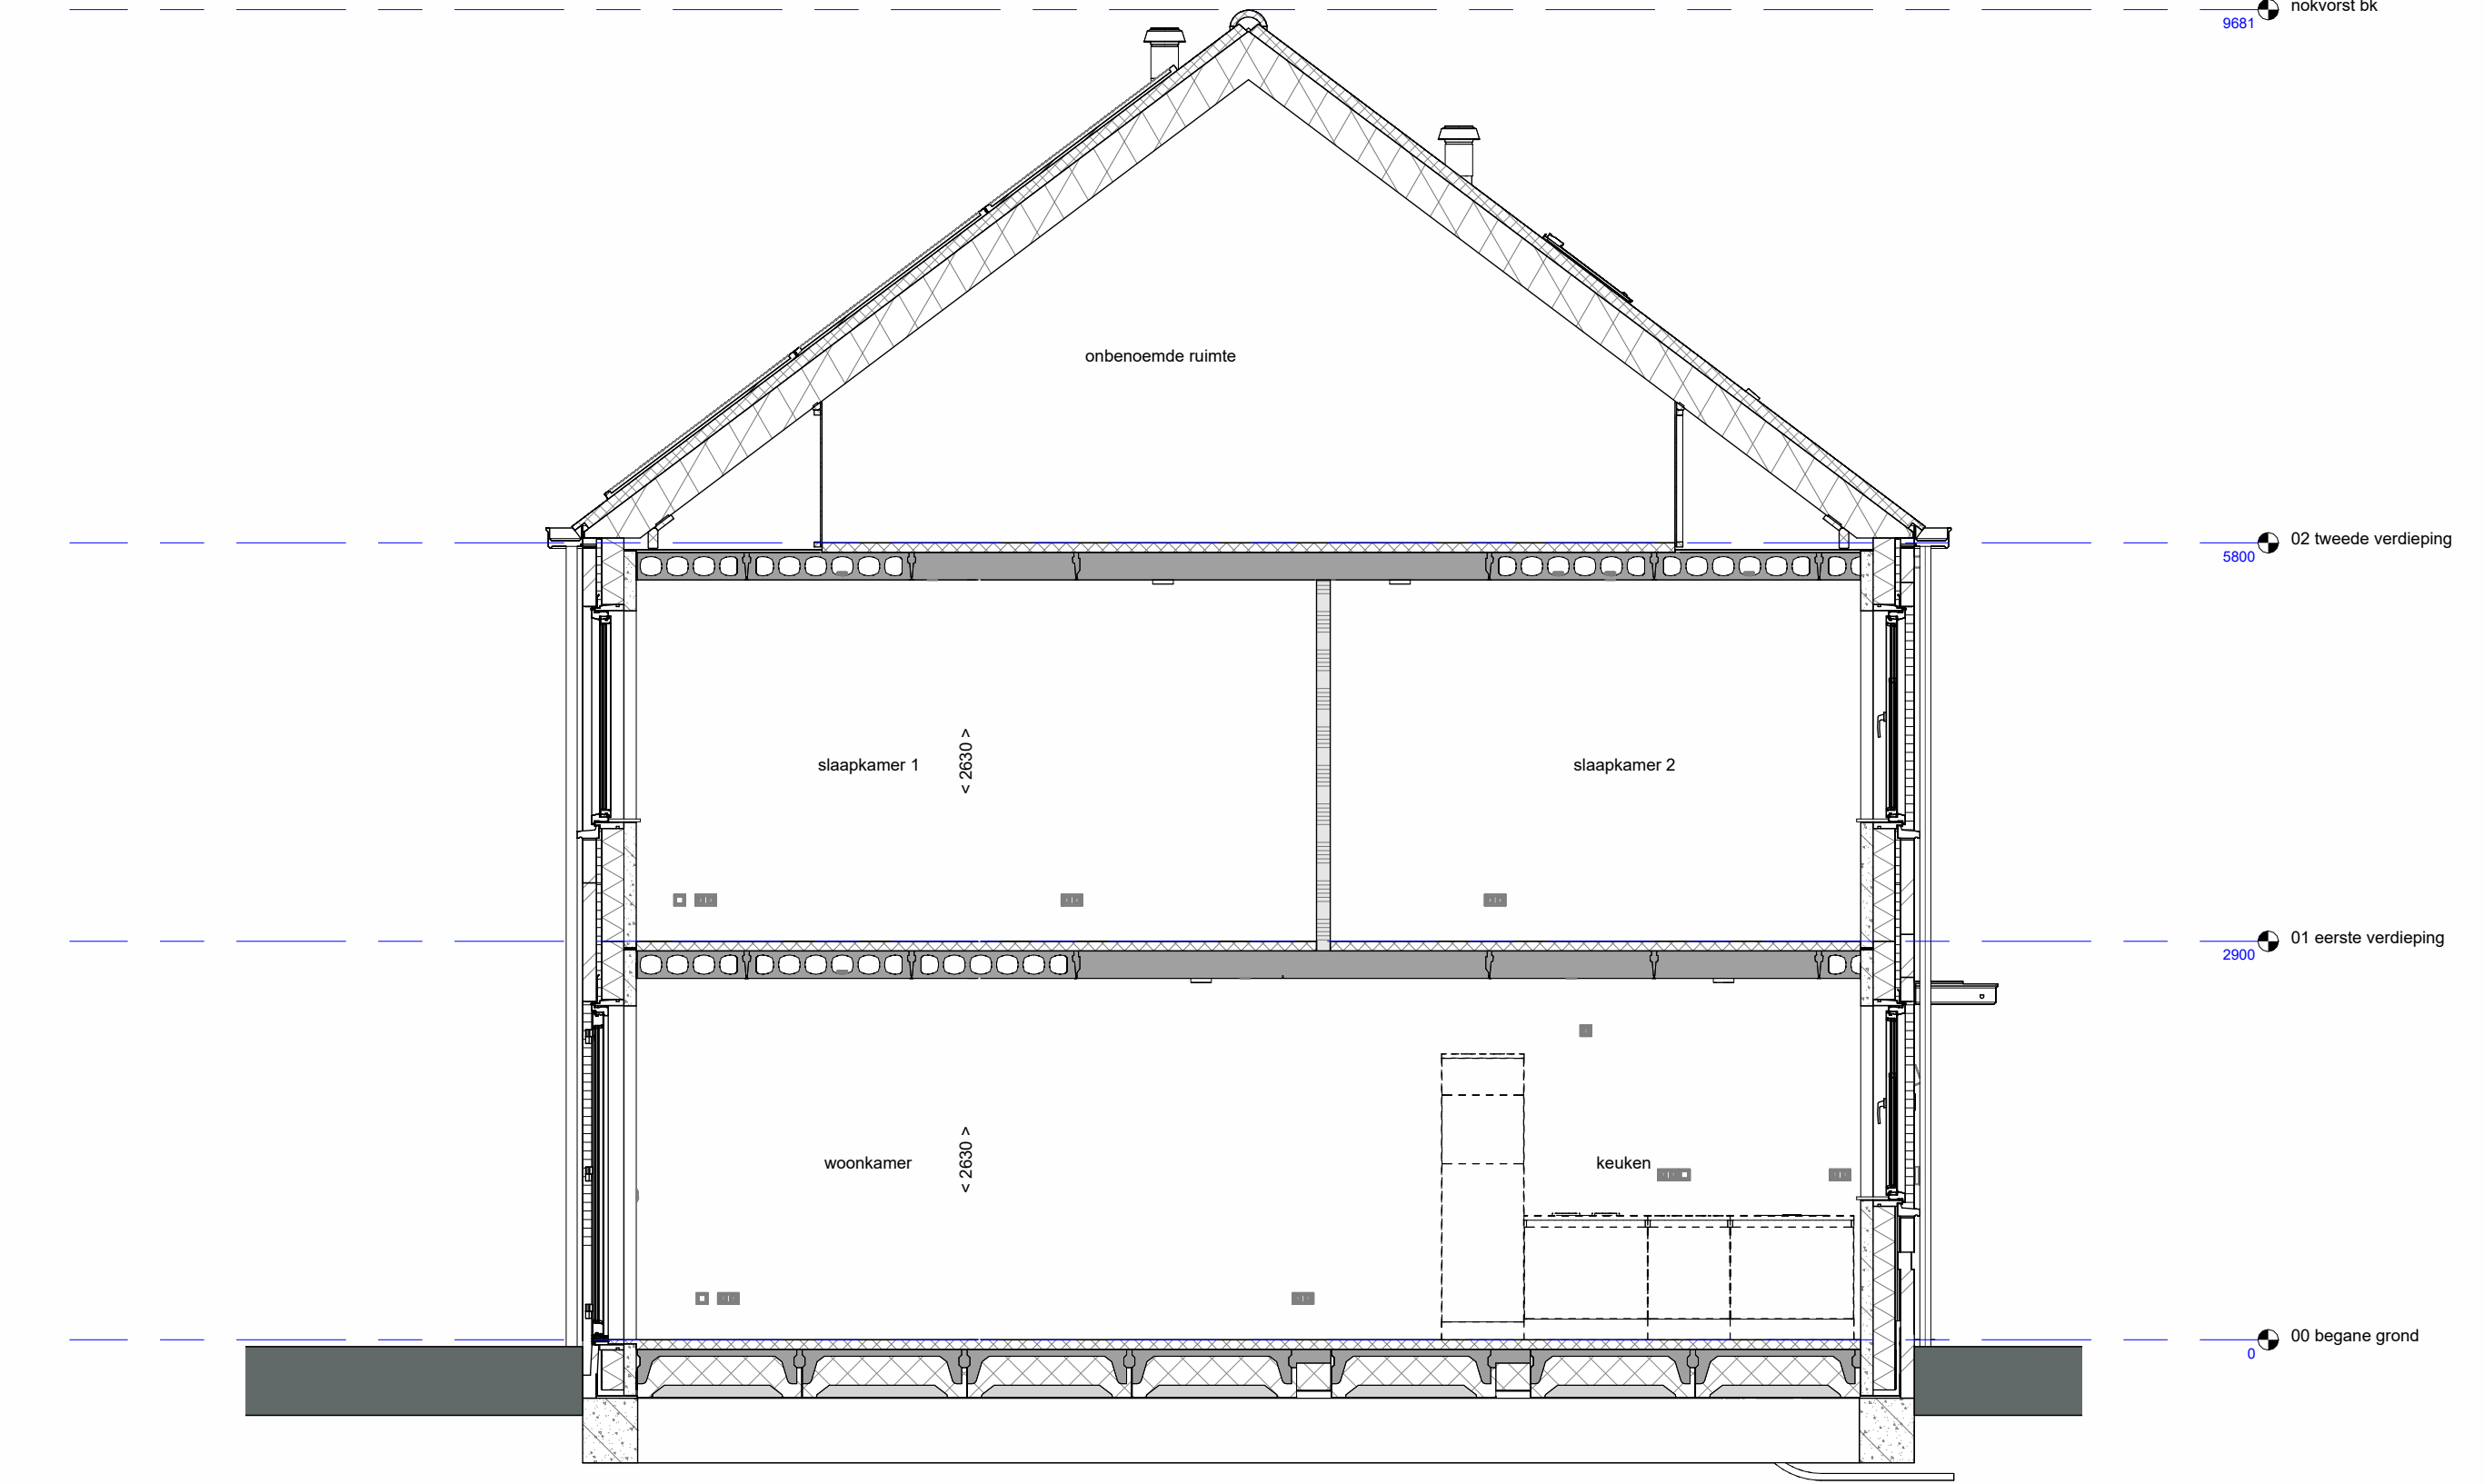 nokvorst bk
9681
onbenoemde ruimte
02 tweede verdieping
5800
slaapkamer 1
< 2630 >
slaapkamer 2
01 eerste verdieping
2900
woonkamer
< 2630 >
keuken
00 begane grond
0